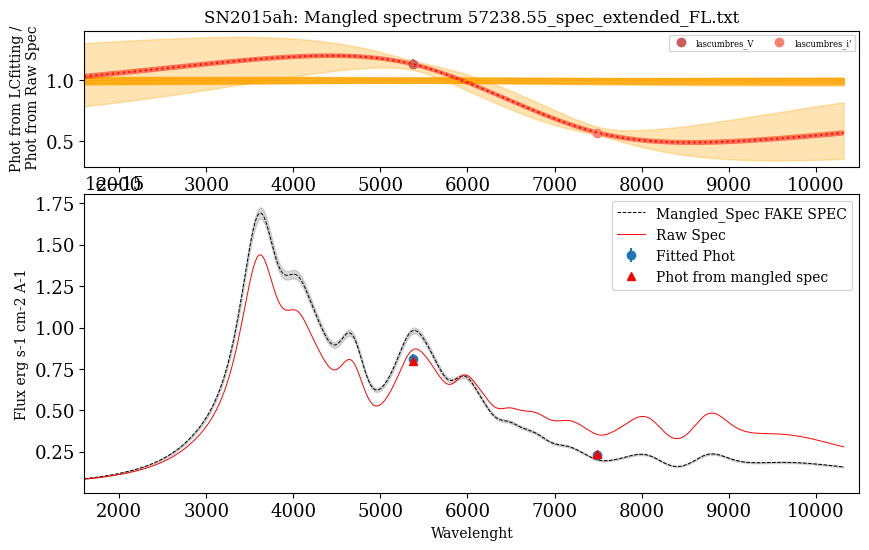 SN2015ah: Mangled spectrum 57238.55_spec_extended_FL.txt
Phot from LCfitting /
Phot from Raw Spec
lascumbres_V lascumbres_i'
1.0
0.5
2000 3000 4000 5000 6000 7000 8000 9000 10000
1e−15
Flux erg s-1 cm-2 A-1
Mangled_Spec FAKE SPEC
Raw Spec
Fitted Phot
Phot from mangled spec
1.75
1.50
1.25
1.00
0.75
0.50
0.25
2000 3000 4000 5000 6000 7000 8000 9000 10000
Wavelenght